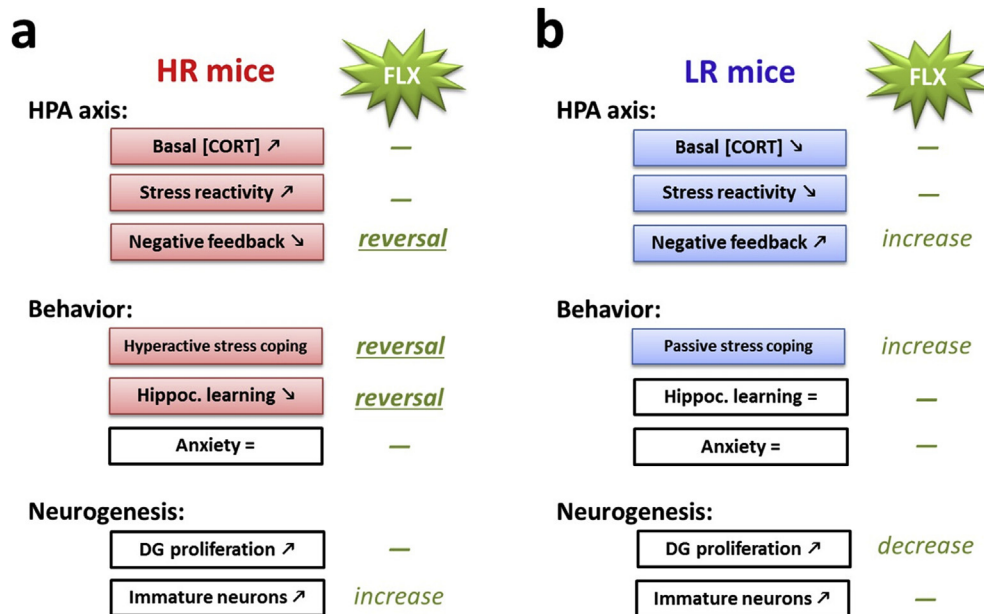 a
HR mice
FLX
HPA axis:
Basal [CORT] ↗
—
Stress reactivity ↗
—
Negative feedback ↘
reversal
Behavior:
Hyperactive stress coping
reversal
Hippoc. learning ↘
reversal
Anxiety =
—
Neurogenesis:
DG proliferation ↗
—
Immature neurons ↗
increase
b
LR mice
FLX
HPA axis:
Basal [CORT] ↘
—
Stress reactivity ↘
—
Negative feedback ↗
increase
Behavior:
Passive stress coping
increase
Hippoc. learning =
—
Anxiety =
—
Neurogenesis:
DG proliferation ↗
decrease
Immature neurons ↗
—